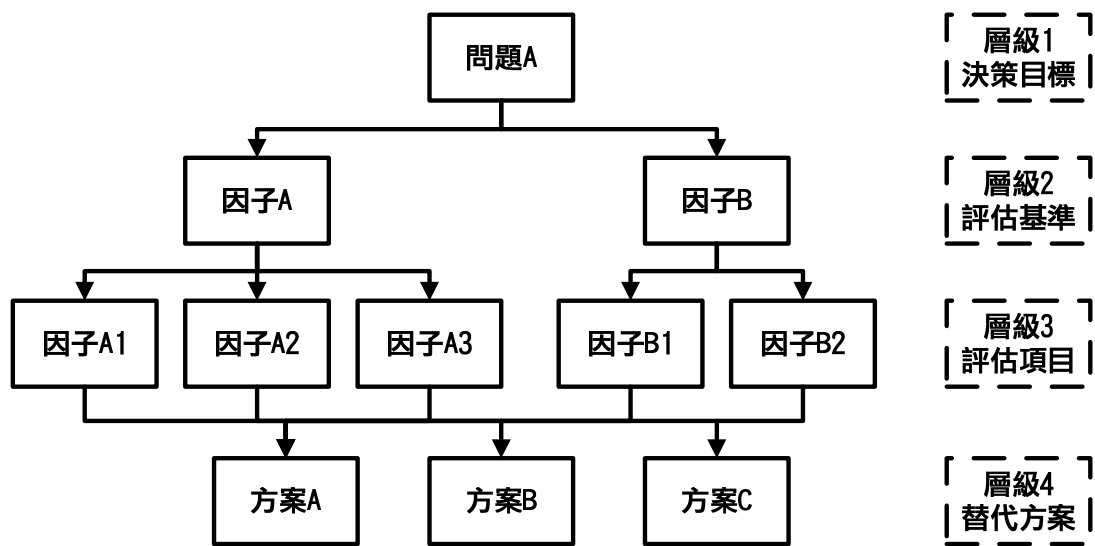 問題A
層級1
決策目標
因子A
因子B
層級2
評估基準
因子A1
因子A2
因子A3
因子B1
因子B2
層級3
評估項目
方案A
方案B
方案C
層級4
替代方案